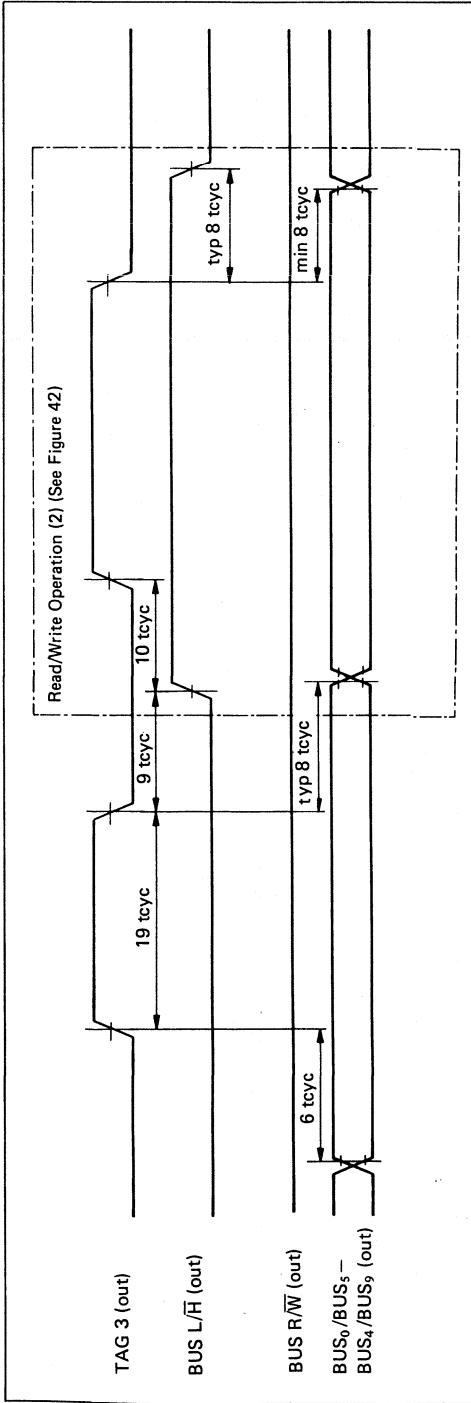 Read/Write Operation (2) (See Figure 42)
TAG 3 (out)
19 tcyc
9 tcyc
10 tcyc
BUS L/H̅ (out)
typ 8 tcyc
BUS R/W̅ (out)
BUS₀/BUS₅ –
BUS₄/BUS₉ (out)
6 tcyc
typ 8 tcyc
min 8 tcyc